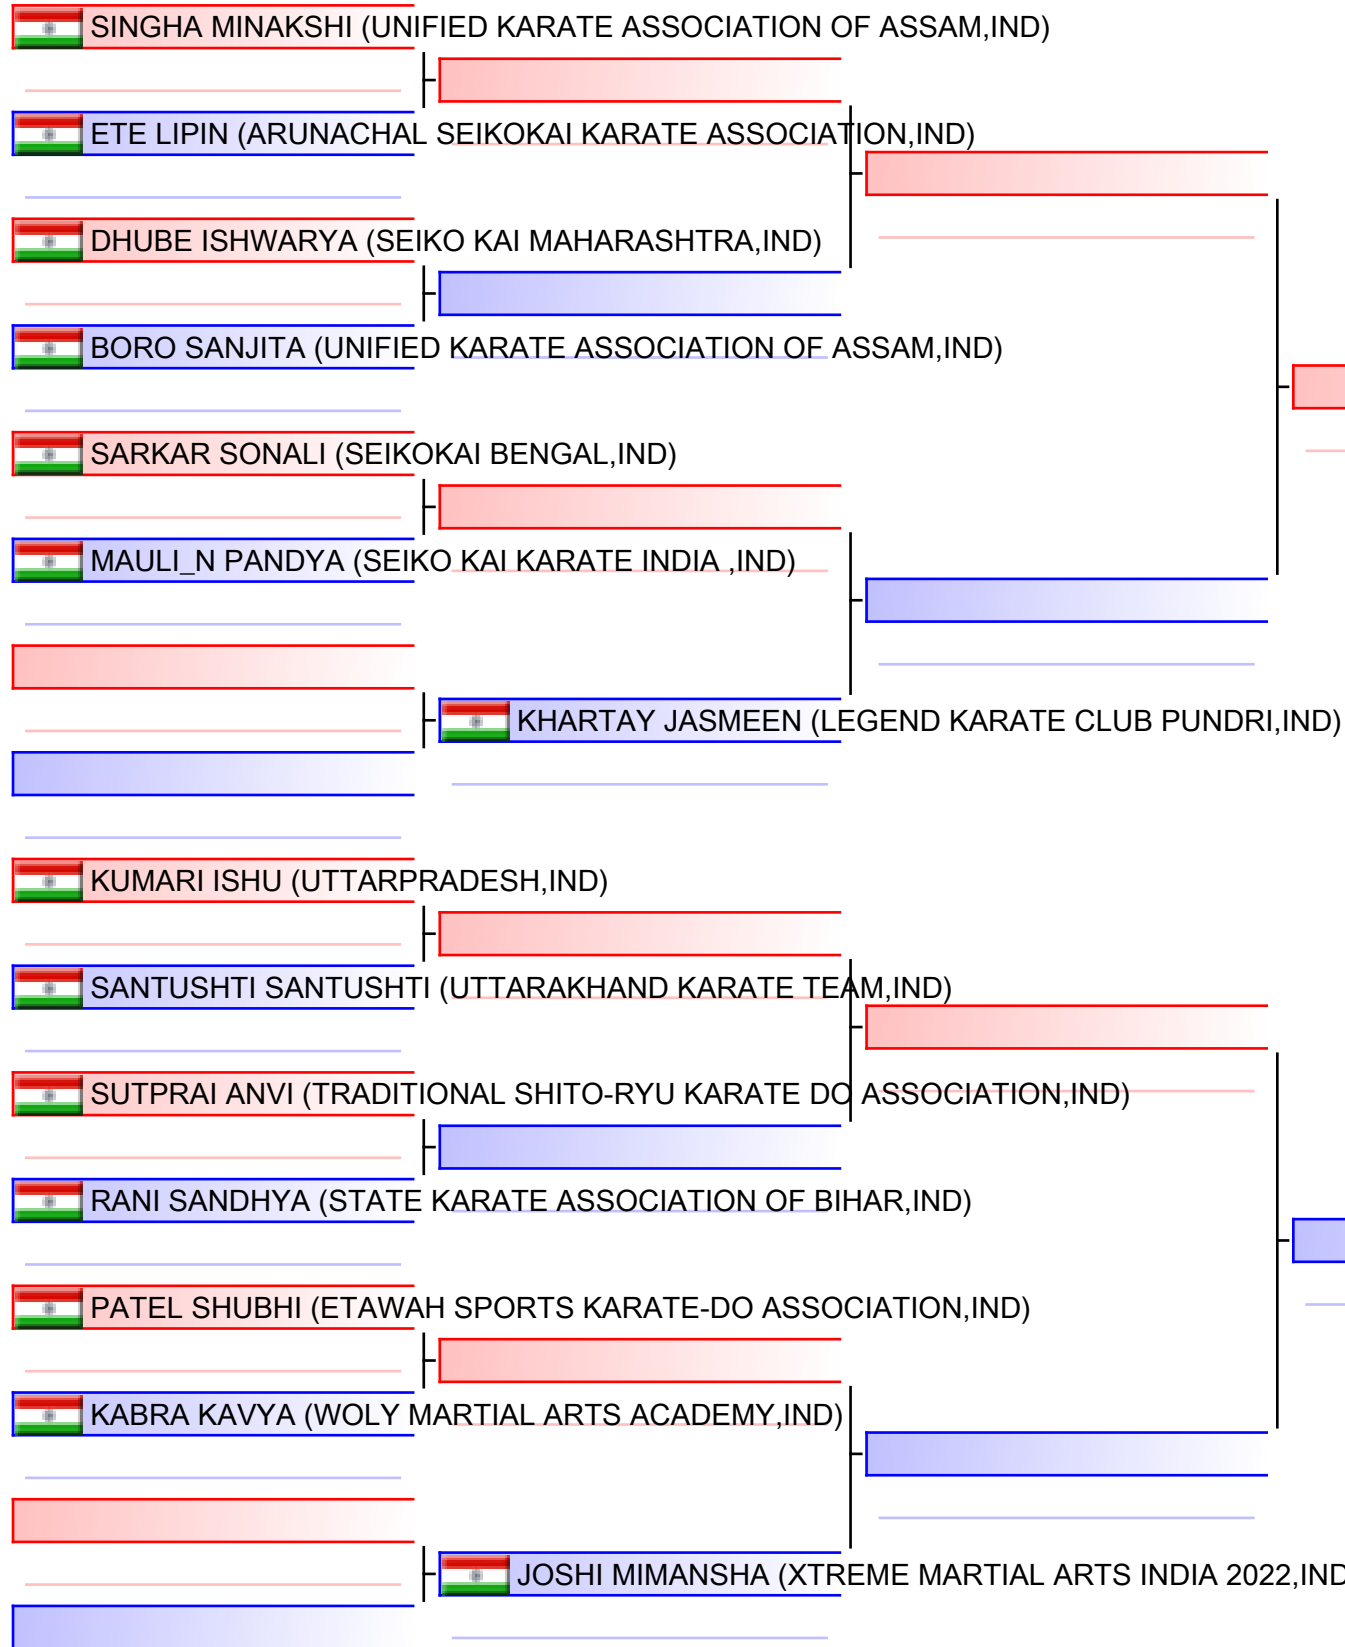 SINGHA MINAKSHI (UNIFIED KARATE ASSOCIATION OF ASSAM,IND)
ETE LIPIN (ARUNACHAL SEIKOKAI KARATE ASSOCIATION,IND)
DHUBE ISHWARYA (SEIKO KAI MAHARASHTRA,IND)
BORO SANJITA (UNIFIED KARATE ASSOCIATION OF ASSAM,IND)
SARKAR SONALI (SEIKOKAI BENGAL,IND)
MAULI_N PANDYA (SEIKO KAI KARATE INDIA ,IND)
KHARTAY JASMEEN (LEGEND KARATE CLUB PUNDRI,IND)
KUMARI ISHU (UTTARPRADESH,IND)
SANTUSHTI SANTUSHTI (UTTARAKHAND KARATE TEAM,IND)
SUTPRAI ANVI (TRADITIONAL SHITO-RYU KARATE DO ASSOCIATION,IND)
RANI SANDHYA (STATE KARATE ASSOCIATION OF BIHAR,IND)
PATEL SHUBHI (ETAWAH SPORTS KARATE-DO ASSOCIATION,IND)
KABRA KAVYA (WOLY MARTIAL ARTS ACADEMY,IND)
JOSHI MIMANSHA (XTREME MARTIAL ARTS INDIA 2022,IND